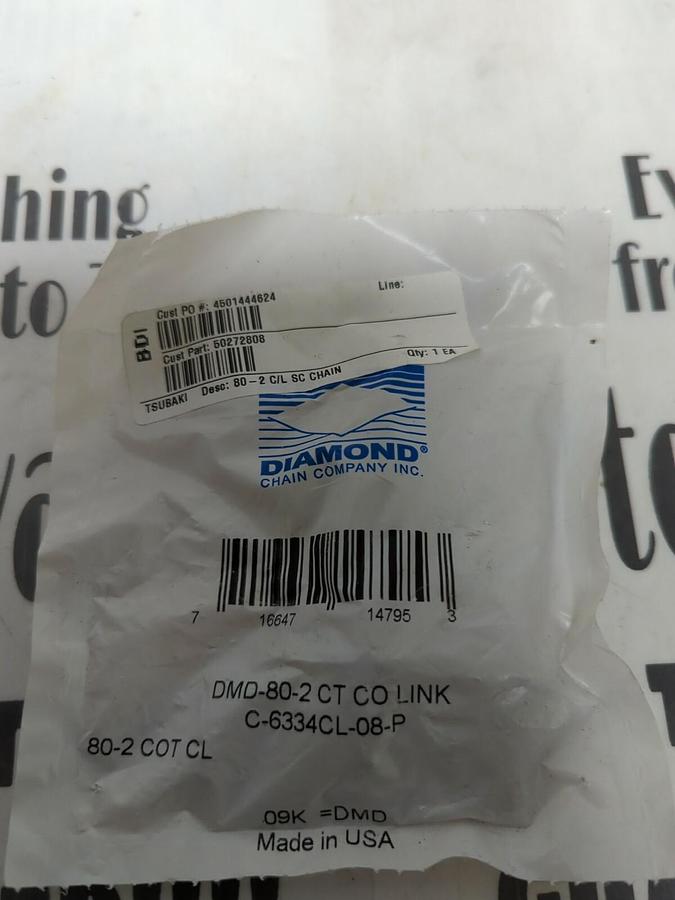 hing
to
Ev
fr
to
BDI
Cust PO #: 4501444624
Line:
Cust Part: 50272808
Qty: 1 EA
TSUBAKI Desc: 80-2 C/L SC CHAIN
DIAMOND®
CHAIN COMPANY INC.
7 16647 14795 3
DMD-80-2 CT CO LINK
C-6334CL-08-P
80-2 COT CL
09K =DMD
Made in USA